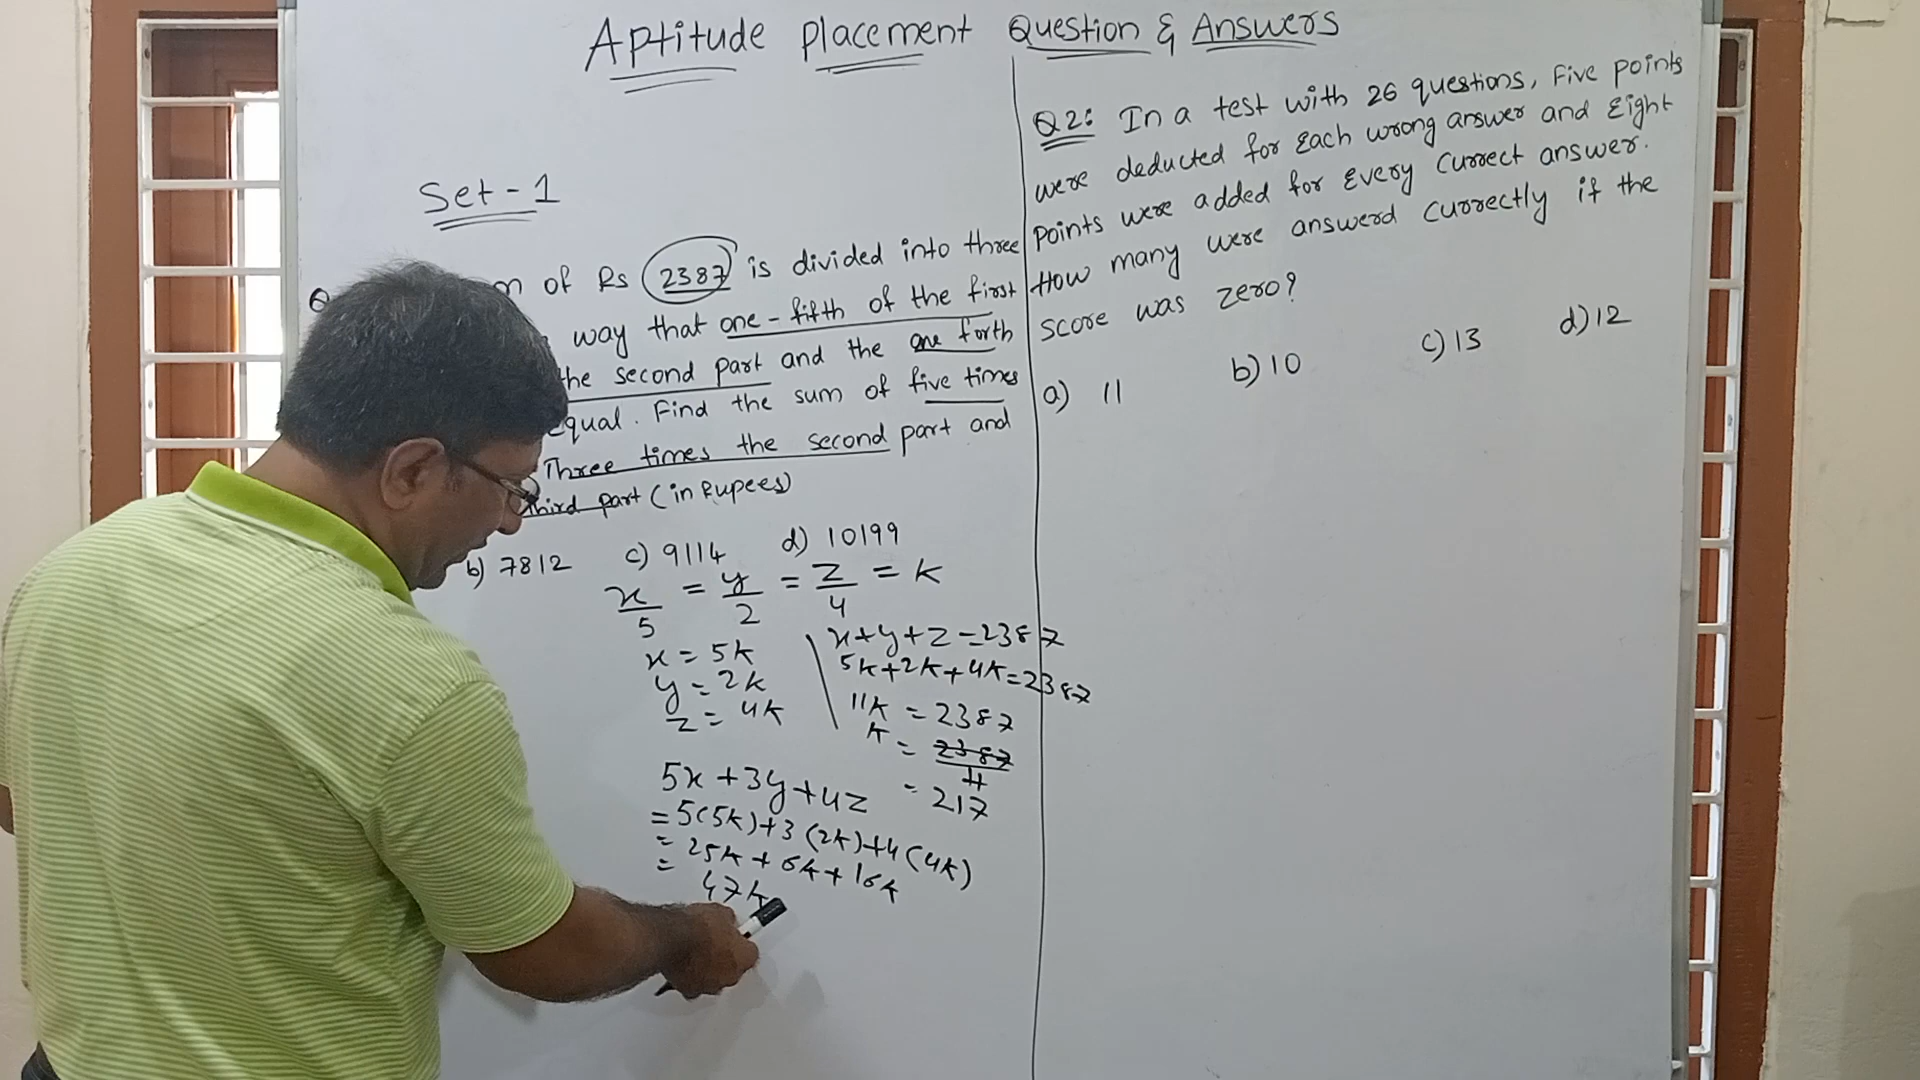 Aptitude Placement Question & Answers
Set-1
of Rs 2387 is divided into three
way that one-fifth of the first
the second part and the one forth
equal. Find the sum of five times
Three times the second part and
third part (in Rupees)
b) 7812 c) 9114 d) 10199
x/5 = y/2 = z/4 = k
x = 5k
y = 2k
z = 4k
x+y+z=2387
5k+2k+4k=2387
11k = 2387
k = 2387/11
= 217
5x+3y+4z
= 5(5k)+3(2k)+4(4k)
= 25k+6k+16k
= 47k
Q2: In a test with 26 questions, Five points
were deducted for Each wrong answer and Eight
points were added for Every Currect answer.
How many were answerd Currectly if the
score was zero?
a) 11 b) 10 c) 13 d) 12